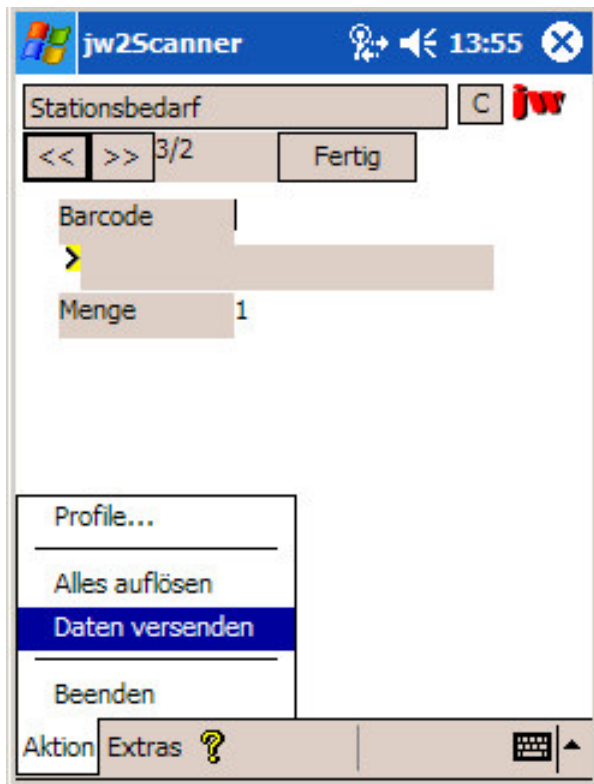 jw2Scanner 13:55
Stationsbedarf C jw
<< >> 3/2 Fertig
Barcode
>
Menge 1
Profile...
Alles auflösen
Daten versenden
Beenden
Aktion Extras ?